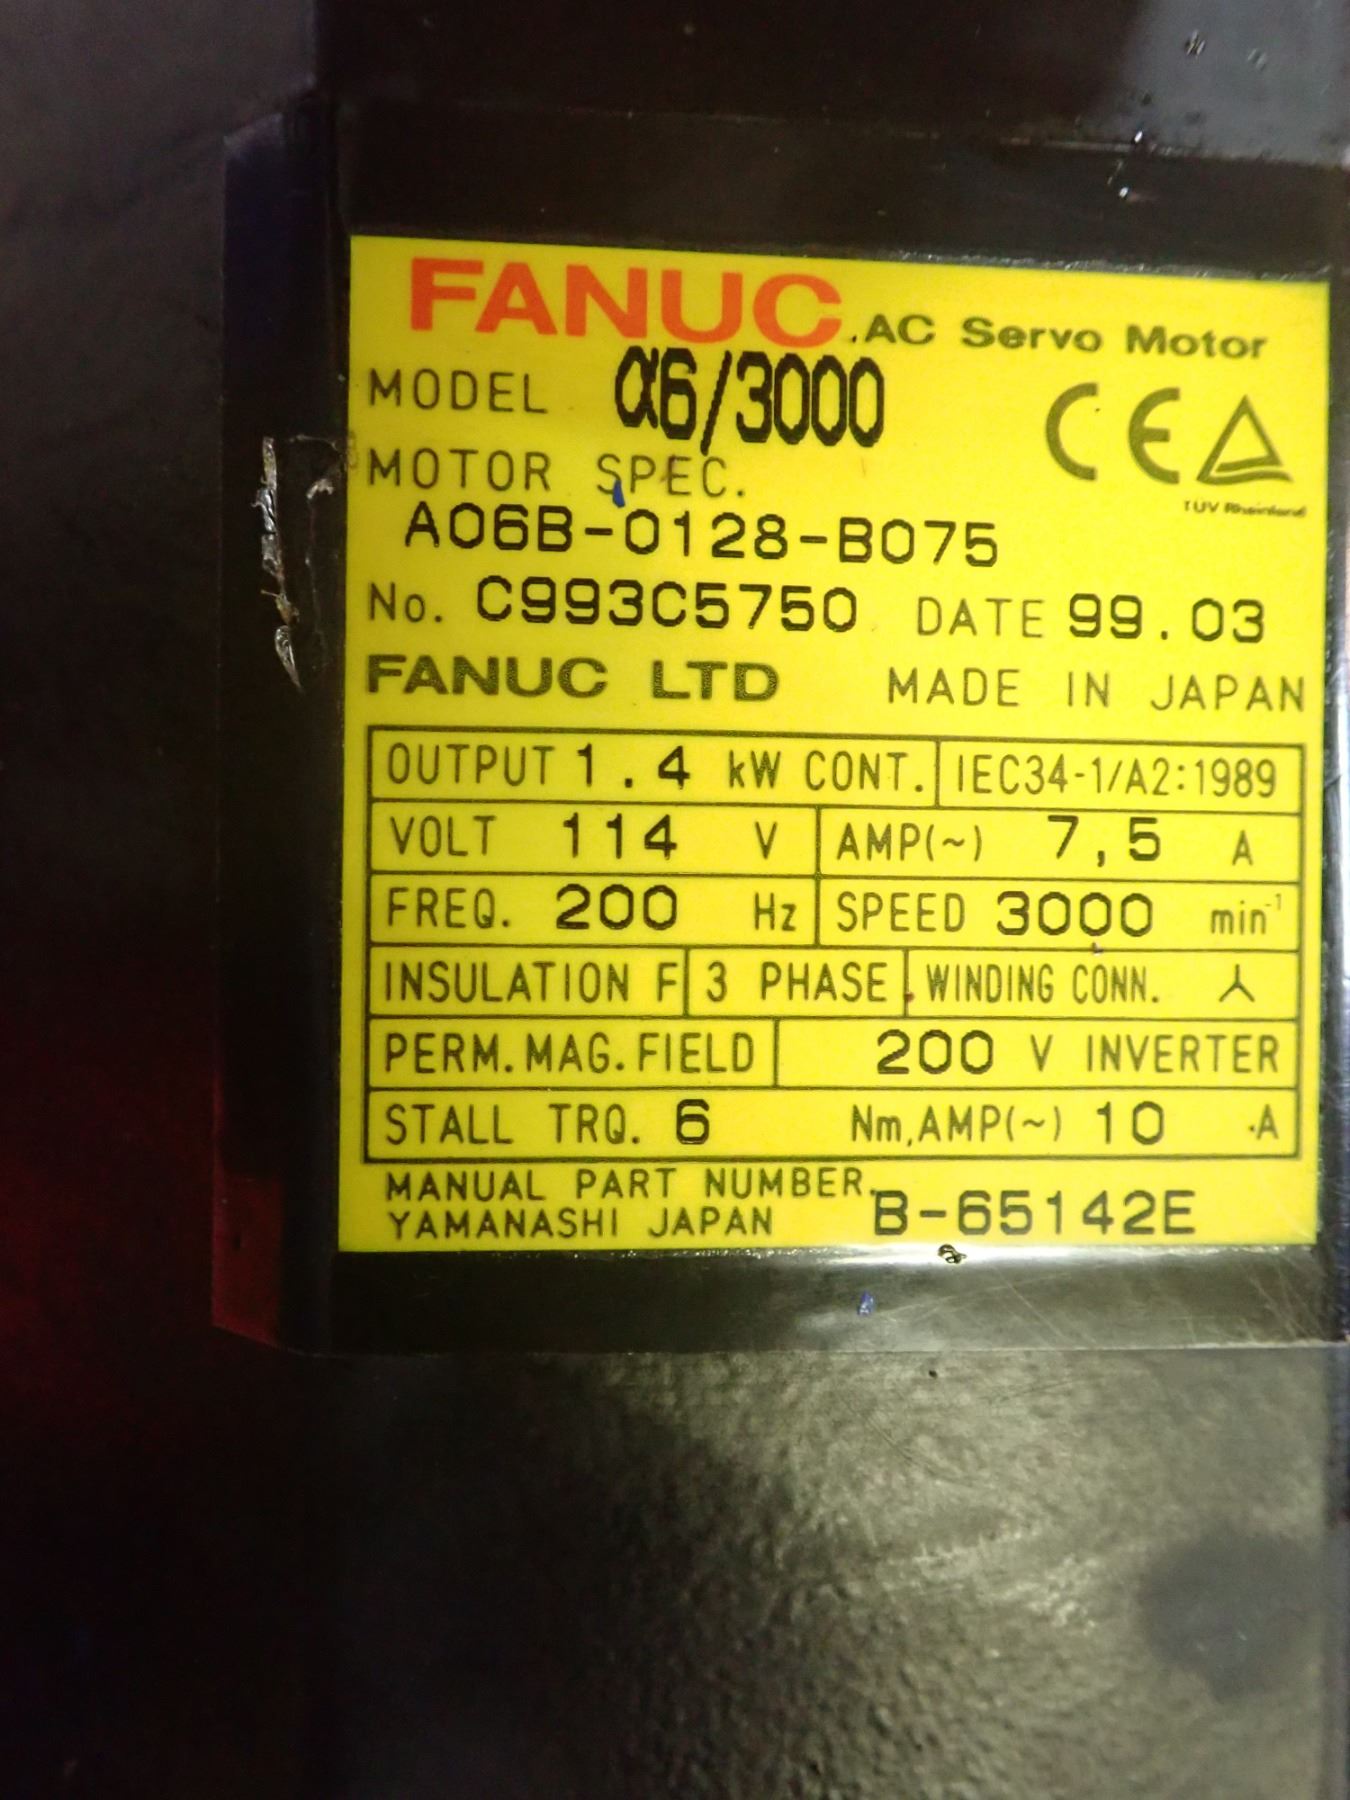 FANUC AC Servo Motor
MODEL α6/3000
CE
TÜV Rheinland
MOTOR SPEC.
A06B-0128-B075
No. C993C5750 DATE 99.03
FANUC LTD MADE IN JAPAN
OUTPUT 1.4 kW CONT. IEC34-1/A2:1989
VOLT 114 V AMP(~) 7,5 A
FREQ. 200 Hz SPEED 3000 min⁻¹
INSULATION F 3 PHASE WINDING CONN. ⅄
PERM.MAG.FIELD 200 V INVERTER
STALL TRQ. 6 Nm,AMP(~) 10 A
MANUAL PART NUMBER.
YAMANASHI JAPAN B-65142E